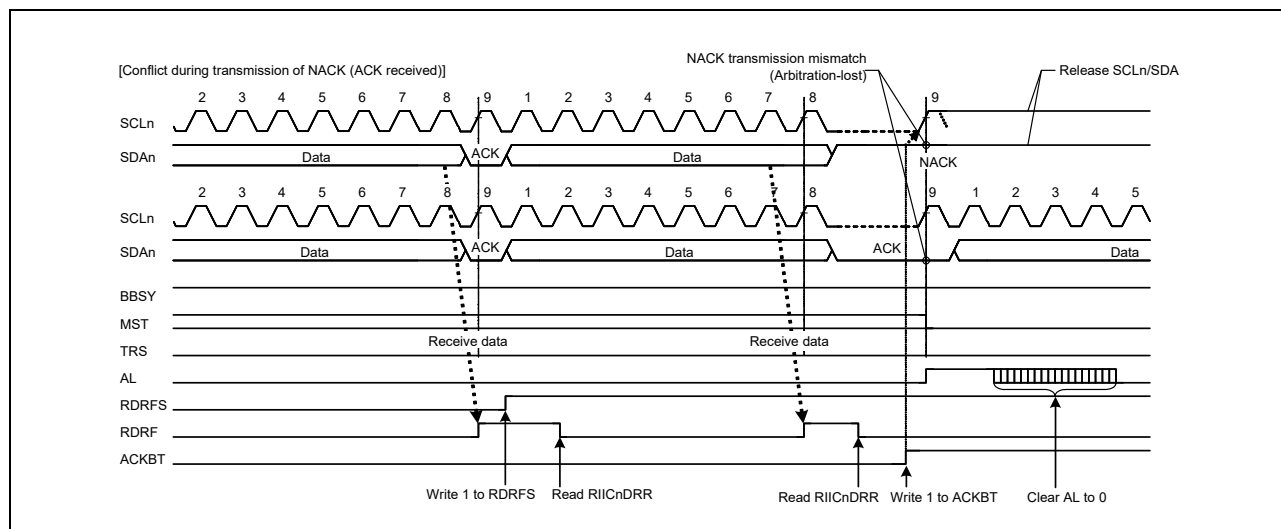 [Conflict during transmission of NACK (ACK received)]
NACK transmission mismatch
(Arbitration-lost)
Release SCLn/SDA
2 3 4 5 6 7 8 9 1 2 3 4 5 6 7 8 9
SCLn
SDAn Data ACK Data NACK
2 3 4 5 6 7 8 9 1 2 3 4 5 6 7 8 9 1 2 3 4 5
SCLn
SDAn Data ACK Data ACK Data
BBSY
MST
TRS
Receive data Receive data
AL
RDRFS
RDRF
ACKBT
Write 1 to RDRFS Read RIICnDRR Read RIICnDRR Write 1 to ACKBT Clear AL to 0